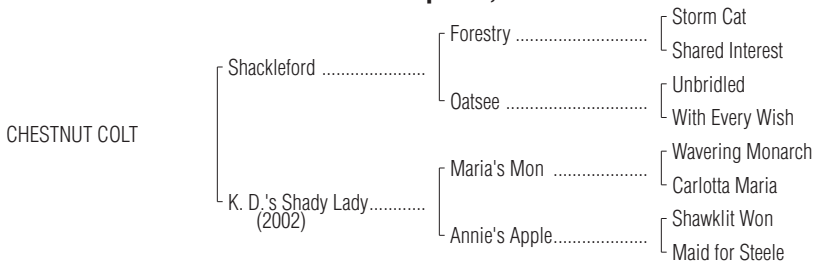 Storm Cat
Forestry ............................
Shared Interest
Shackleford ......................
Unbridled
Oatsee ..............................
With Every Wish
CHESTNUT COLT
Wavering Monarch
Maria's Mon ....................
Carlotta Maria
K. D.'s Shady Lady............
(2002)
Shawklit Won
Annie's Apple....................
Maid for Steele